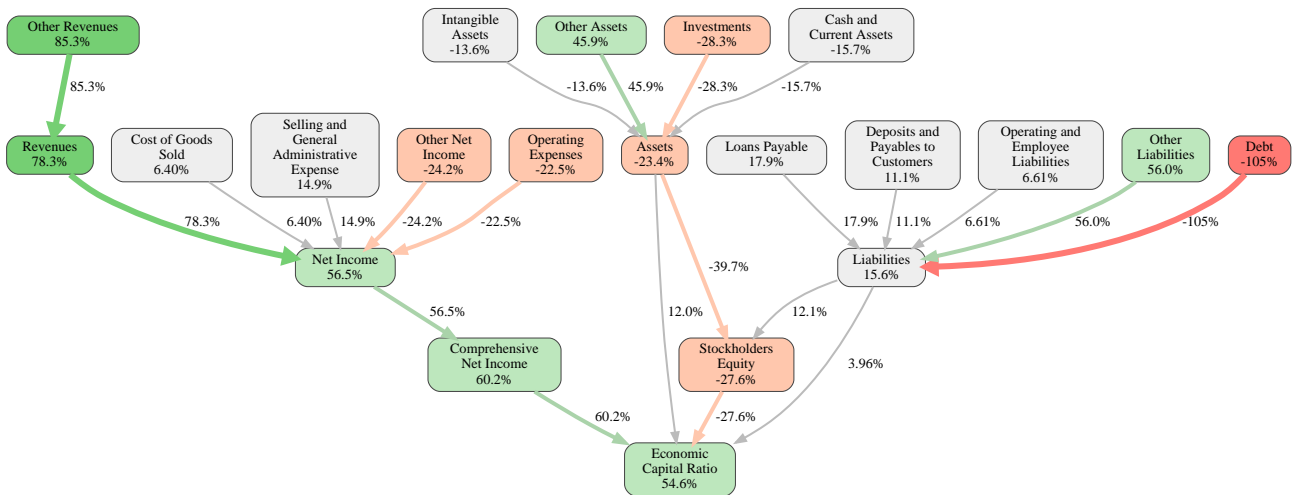 Other Revenues
85.3%
Intangible
Assets
-13.6%
Other Assets
45.9%
Investments
-28.3%
Cash and
Current Assets
-15.7%
85.3%
-13.6%
45.9%
-28.3%
-15.7%
Revenues
78.3%
Cost of Goods
Sold
6.40%
Selling and
General
Administrative
Expense
14.9%
Other Net
Income
-24.2%
Operating
Expenses
-22.5%
Assets
-23.4%
Loans Payable
17.9%
Deposits and
Payables to
Customers
11.1%
Operating and
Employee
Liabilities
6.61%
Other
Liabilities
56.0%
Debt
-105%
78.3%
6.40%
14.9%
-24.2%
-22.5%
17.9%
11.1%
6.61%
56.0%
-105%
Net Income
56.5%
-39.7%
Liabilities
15.6%
56.5%
12.0%
12.1%
Comprehensive
Net Income
60.2%
Stockholders
Equity
-27.6%
3.96%
60.2%
-27.6%
Economic
Capital Ratio
54.6%